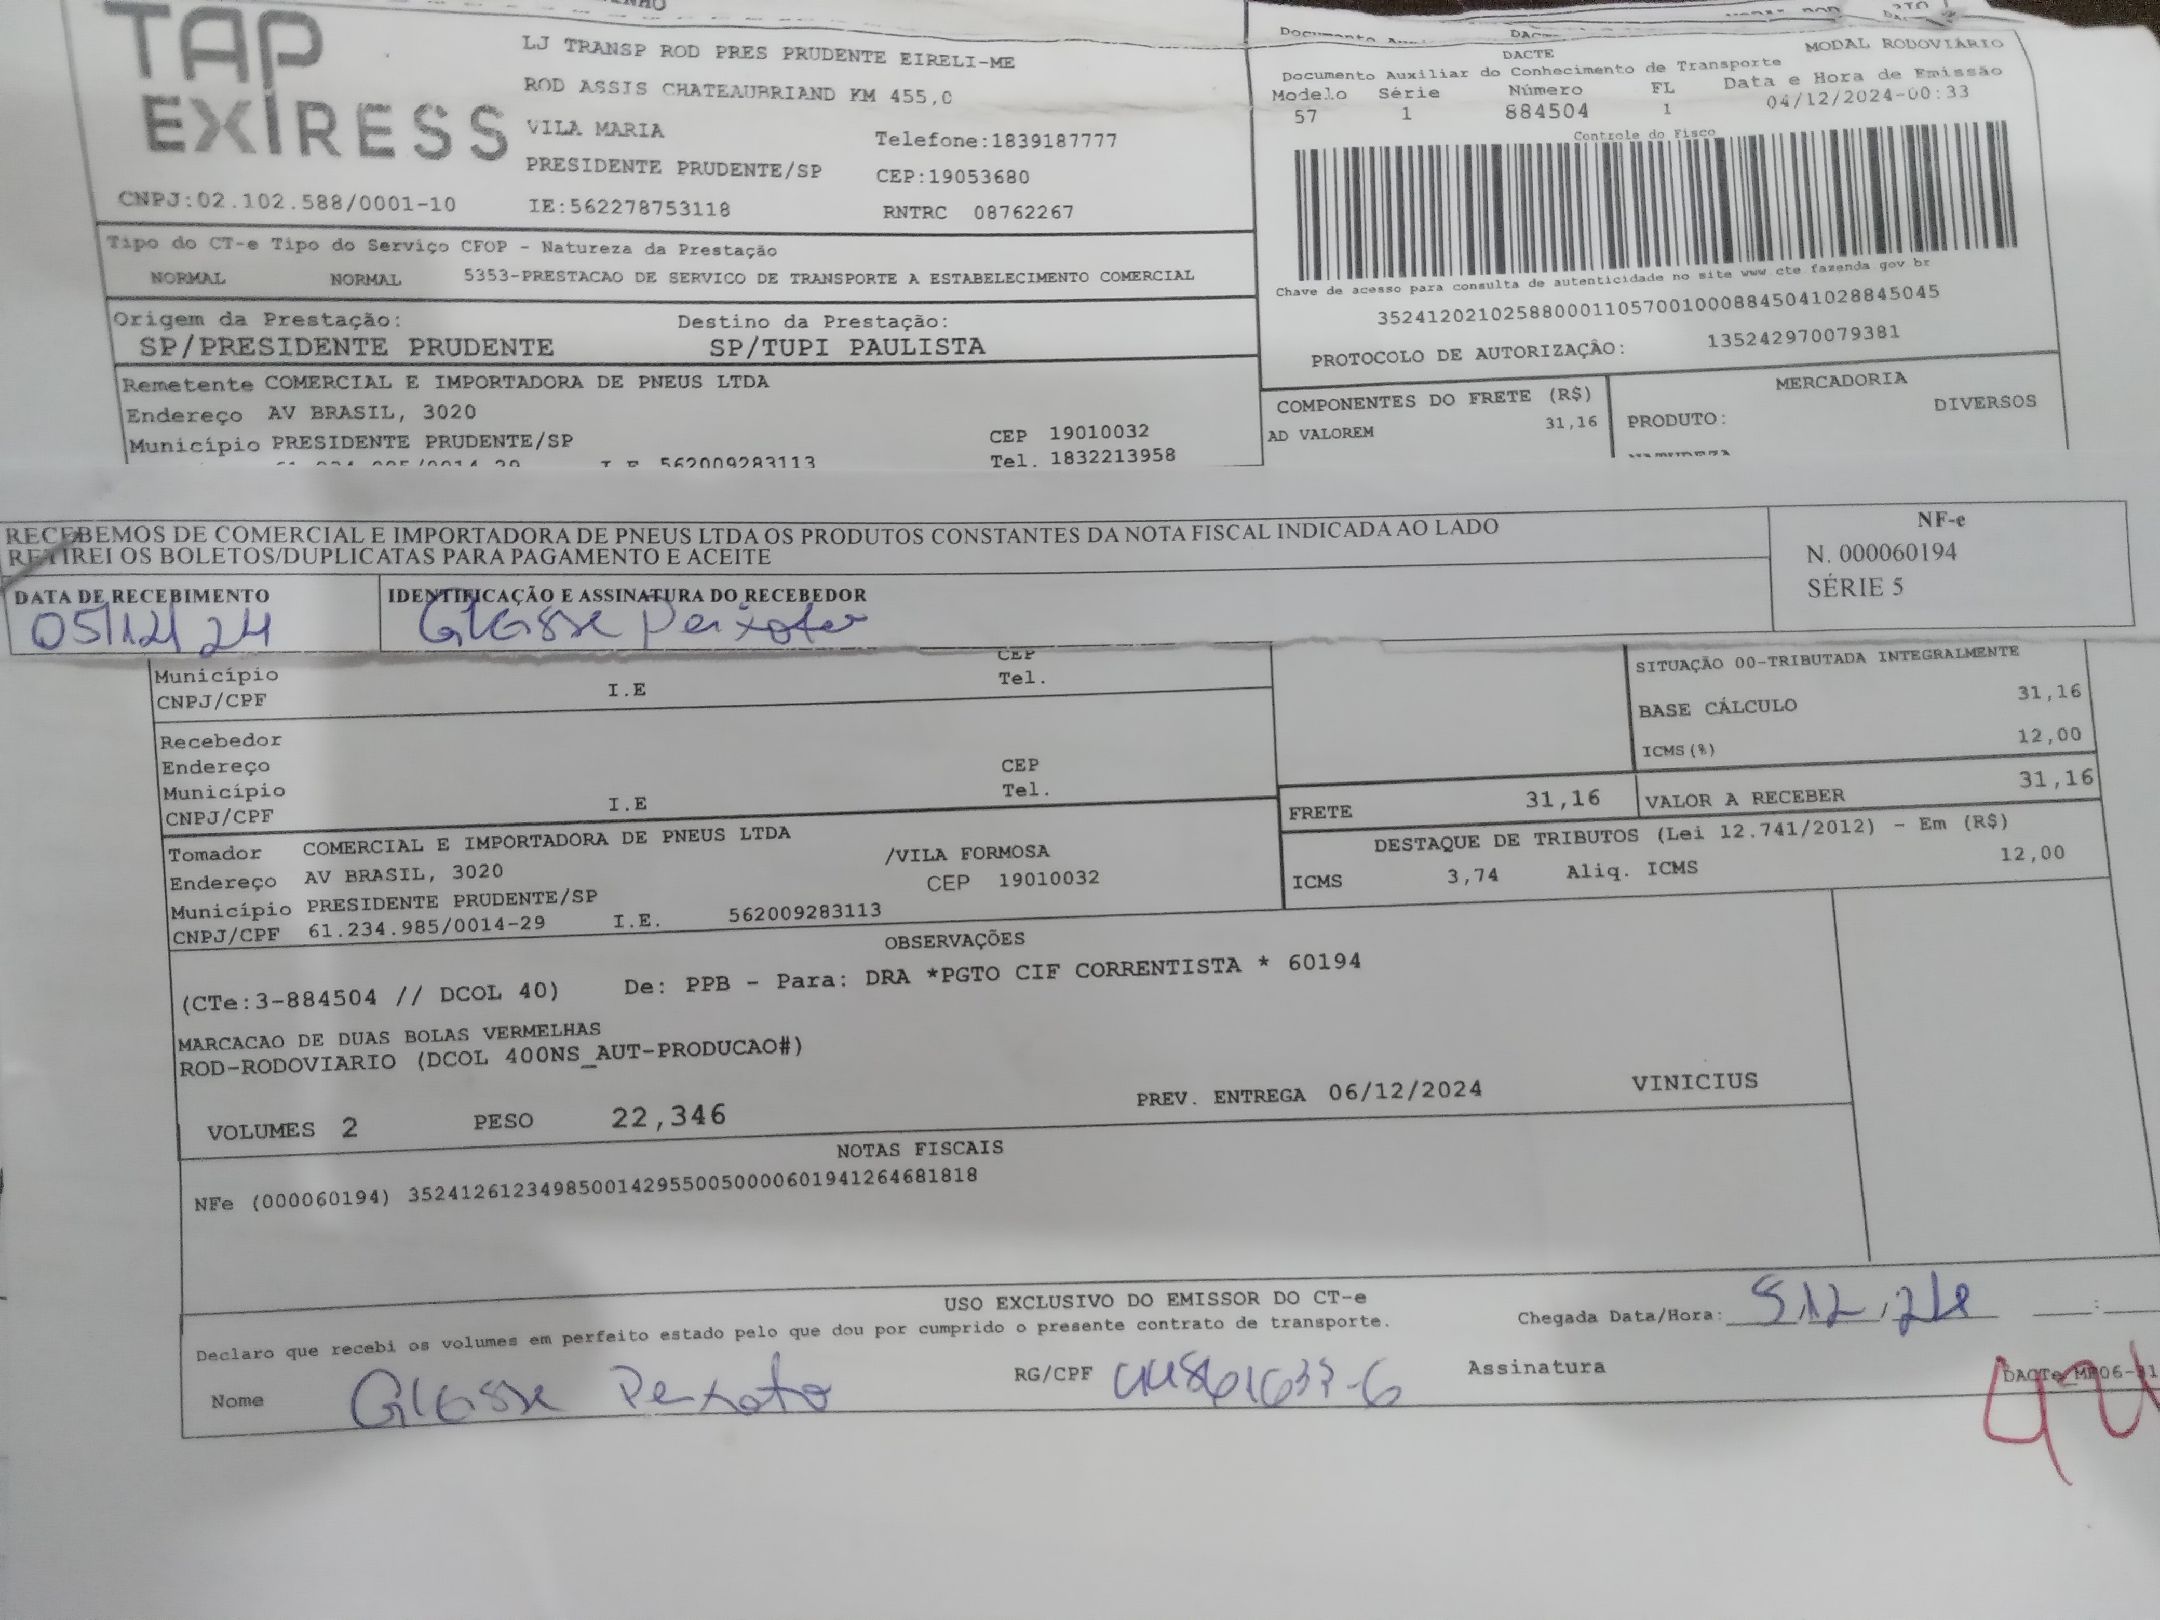 TAP
EXIRESS
LJ TRANSP ROD PRES PRUDENTE EIRELI-ME
ROD ASSIS CHATEAUBRIAND KM 455,0
VILA MARIA
Telefone:1839187777
PRESIDENTE PRUDENTE/SP
CEP:19053680
CNPJ:02.102.588/0001-10
IE:562278753118
RNTRC 08762267
DACTE
MODAL RODOVIÁRIO
Documento Auxiliar do Conhecimento de Transporte
Modelo Série Número FL Data e Hora de Emissão
57 1 884504 1 04/12/2024-00:33
Controle do Fisco
Chave de acesso para consulta de autenticidade no site www.cte.fazenda.gov.br
35241202102588000110570010008845041028845045
PROTOCOLO DE AUTORIZAÇÃO: 135242970079381
Tipo do CT-e Tipo do Serviço CFOP - Natureza da Prestação
NORMAL NORMAL 5353-PRESTACAO DE SERVICO DE TRANSPORTE A ESTABELECIMENTO COMERCIAL
Origem da Prestação: Destino da Prestação:
SP/PRESIDENTE PRUDENTE SP/TUPI PAULISTA
Remetente COMERCIAL E IMPORTADORA DE PNEUS LTDA
Endereço AV BRASIL, 3020
Município PRESIDENTE PRUDENTE/SP CEP 19010032
I.E 562009283113 Tel. 1832213958
COMPONENTES DO FRETE (R$)
AD VALOREM 31,16
MERCADORIA
PRODUTO: DIVERSOS
RECEBEMOS DE COMERCIAL E IMPORTADORA DE PNEUS LTDA OS PRODUTOS CONSTANTES DA NOTA FISCAL INDICADA AO LADO
RETIREI OS BOLETOS/DUPLICATAS PARA PAGAMENTO E ACEITE
NF-e
N. 000060194
SÉRIE 5
DATA DE RECEBIMENTO
05/12/24
IDENTIFICAÇÃO E ASSINATURA DO RECEBEDOR
Gleisse Peixoto
Município CEP
CNPJ/CPF I.E Tel.
Recebedor
Endereço CEP
Município Tel.
CNPJ/CPF I.E
SITUAÇÃO 00-TRIBUTADA INTEGRALMENTE
BASE CÁLCULO 31,16
ICMS(%) 12,00
FRETE 31,16 VALOR A RECEBER 31,16
DESTAQUE DE TRIBUTOS (Lei 12.741/2012) - Em (R$)
ICMS 3,74 Aliq. ICMS 12,00
Tomador COMERCIAL E IMPORTADORA DE PNEUS LTDA
Endereço AV BRASIL, 3020 /VILA FORMOSA
Município PRESIDENTE PRUDENTE/SP CEP 19010032
CNPJ/CPF 61.234.985/0014-29 I.E. 562009283113
OBSERVAÇÕES
(CTe:3-884504 // DCOL 40) De: PPB - Para: DRA *PGTO CIF CORRENTISTA * 60194
MARCACAO DE DUAS BOLAS VERMELHAS
ROD-RODOVIARIO (DCOL 400NS_AUT-PRODUCAO#)
VOLUMES 2 PESO 22,346 PREV. ENTREGA 06/12/2024 VINICIUS
NOTAS FISCAIS
NFe (000060194) 35241261234985001429550050000601941264681818
USO EXCLUSIVO DO EMISSOR DO CT-e
Declaro que recebi os volumes em perfeito estado pelo que dou por cumprido o presente contrato de transporte.
Chegada Data/Hora: 5/12/24
Nome Gleisse Peixoto
RG/CPF
Assinatura